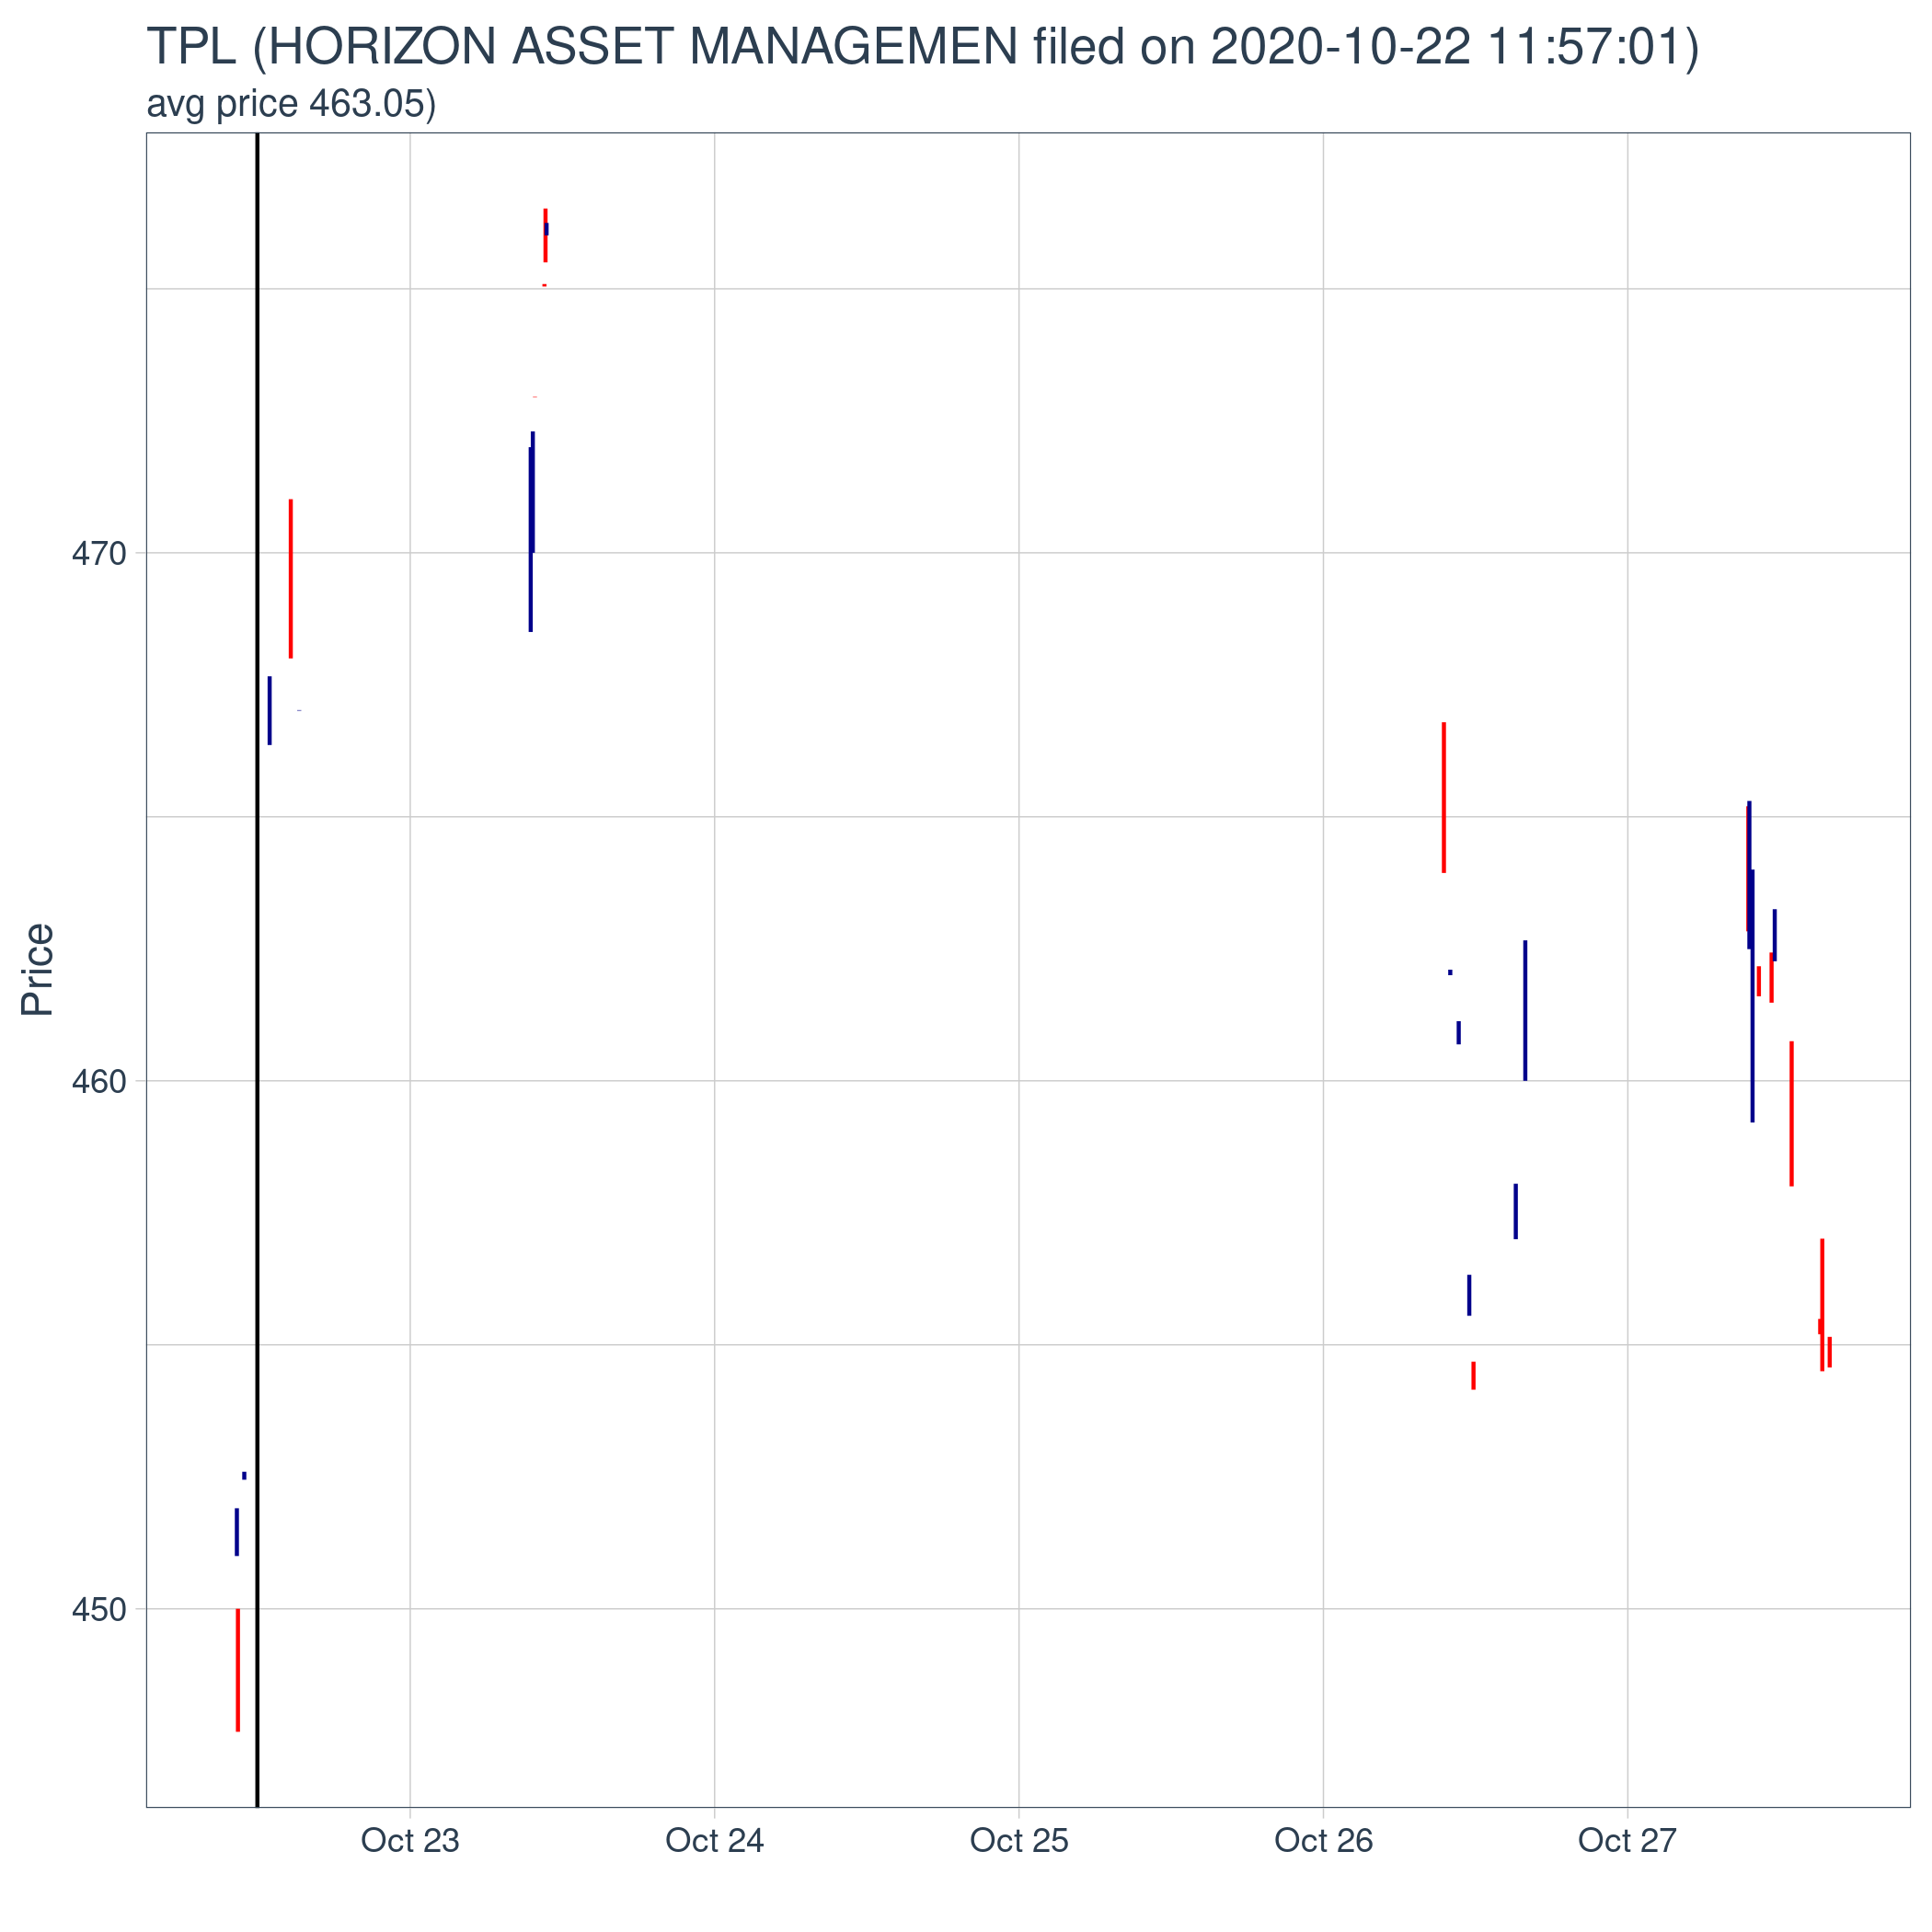 TPL (HORIZON ASSET MANAGEMEN filed on 2020-10-22 11:57:01)
avg price 463.05)
470
460
450
Price
Oct 23 Oct 24 Oct 25 Oct 26 Oct 27